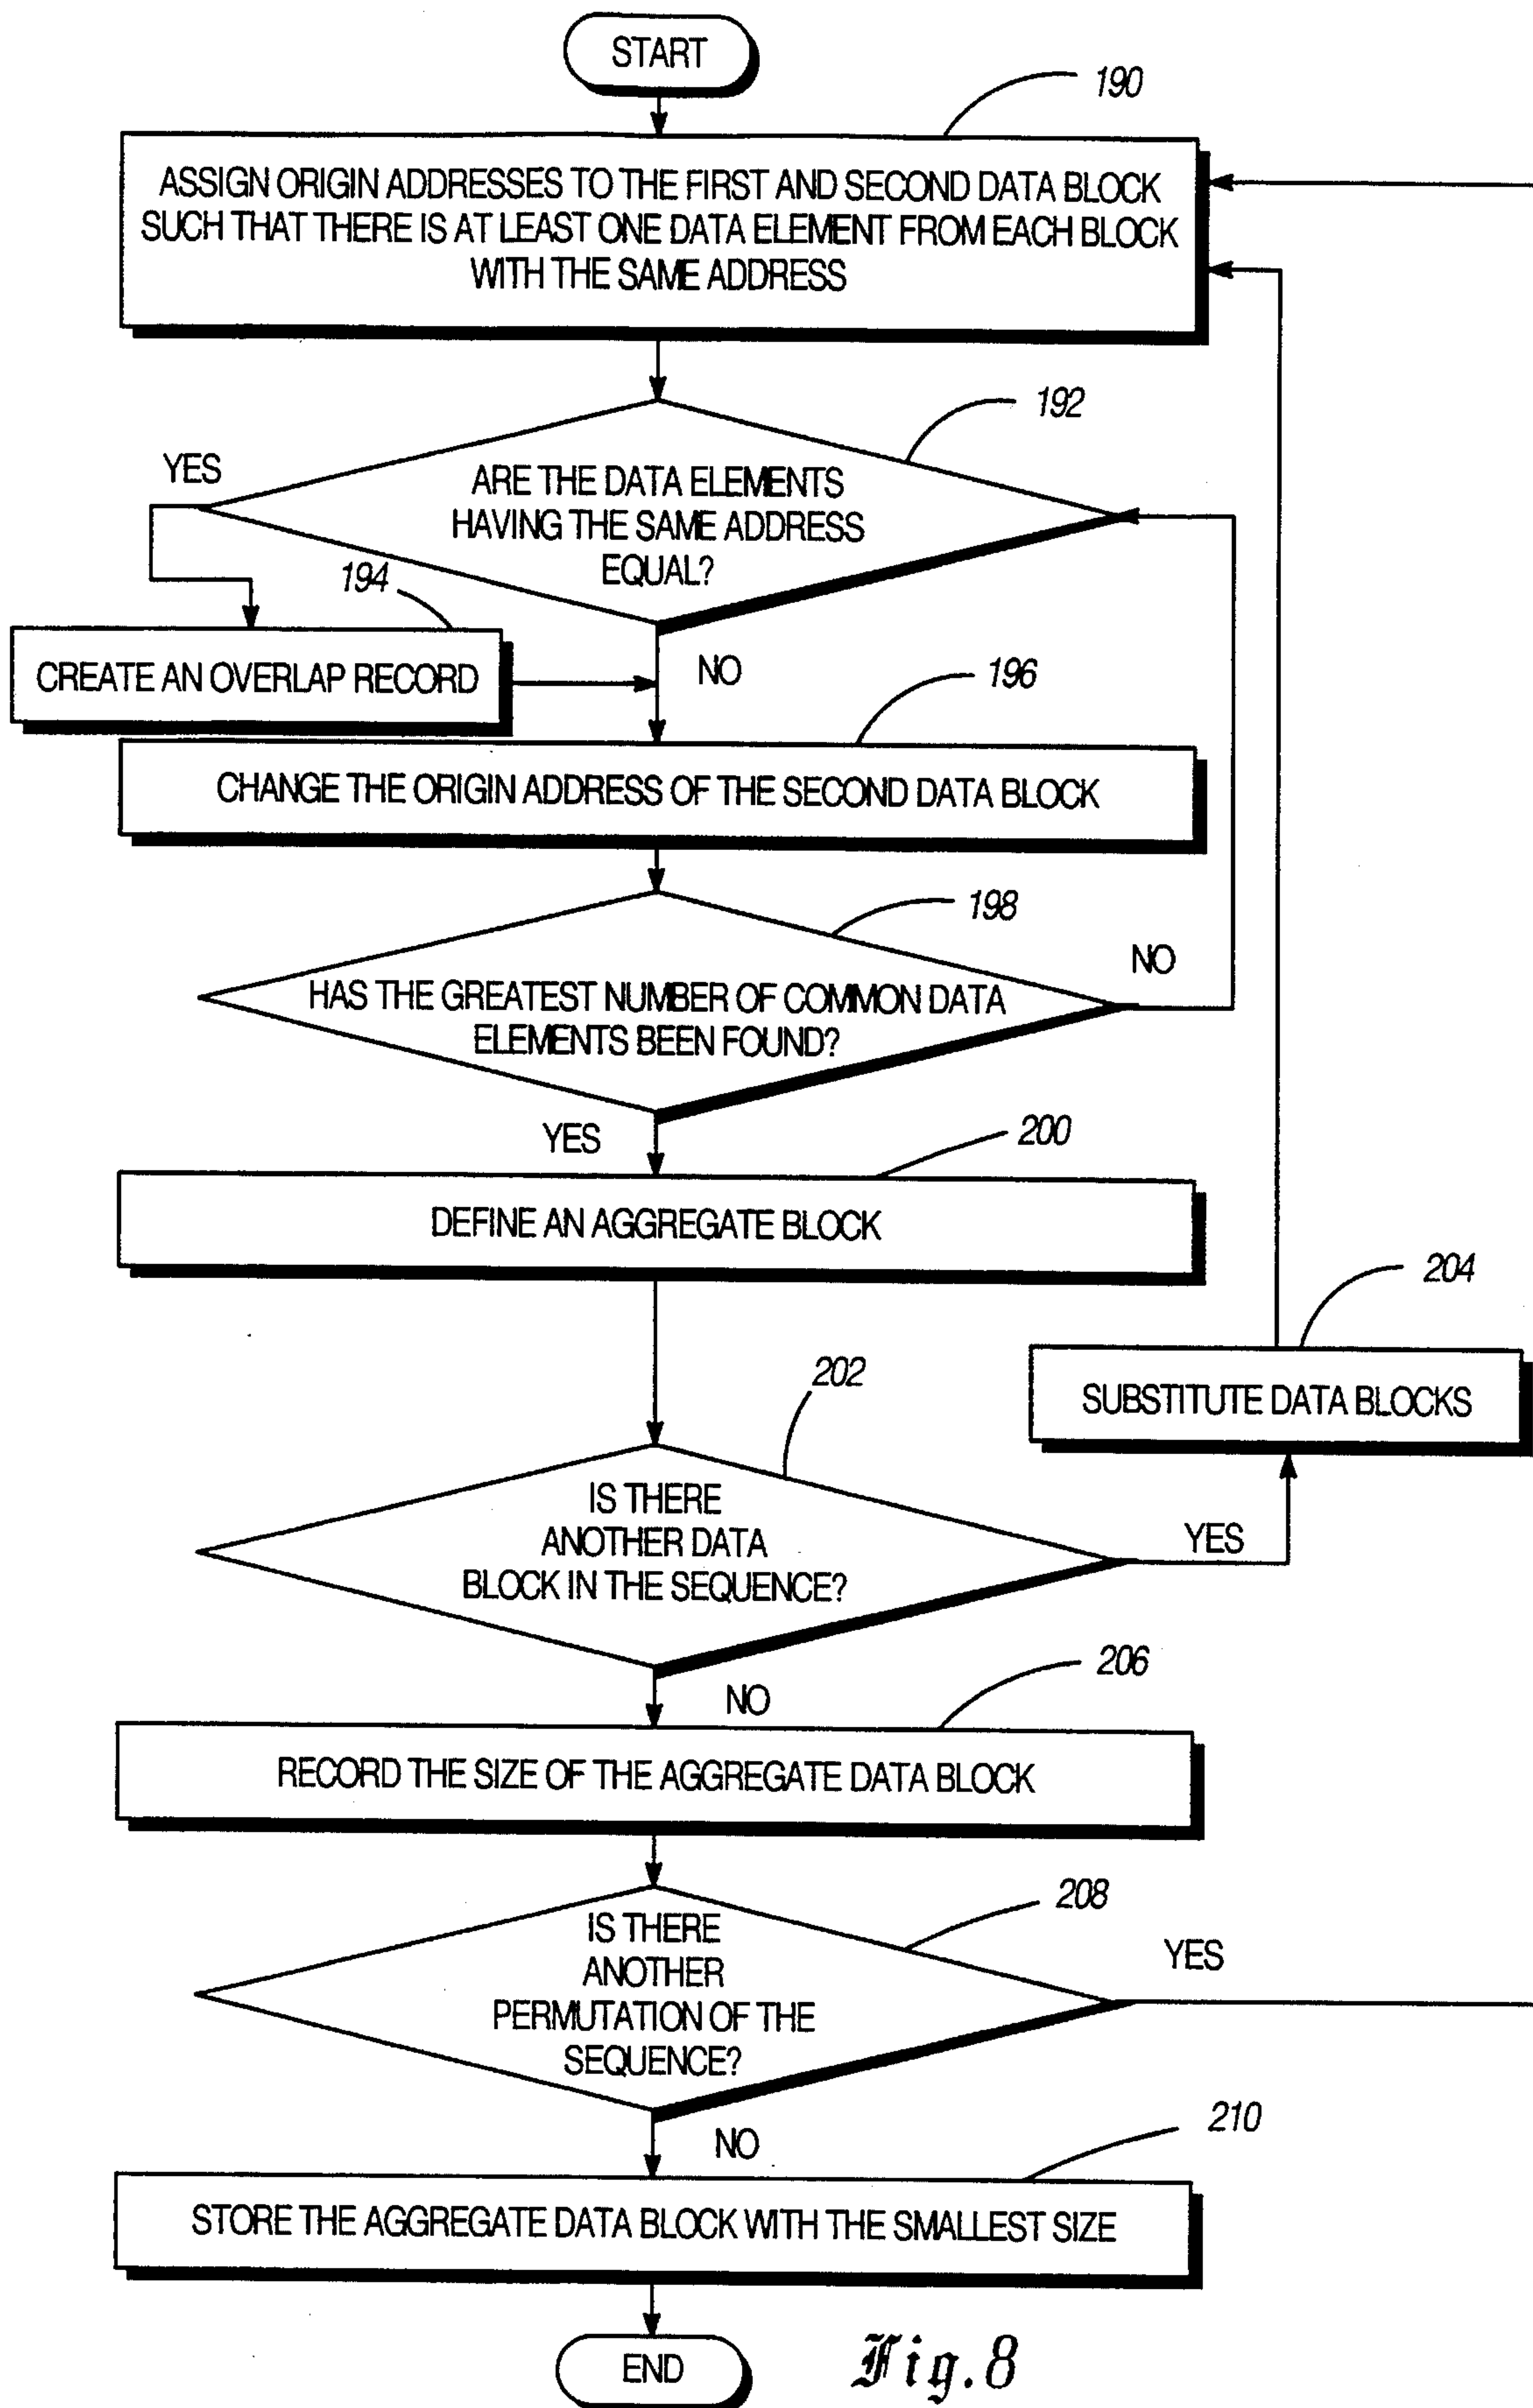 START
190
ASSIGN ORIGIN ADDRESSES TO THE FIRST AND SECOND DATA BLOCK
SUCH THAT THERE IS AT LEAST ONE DATA ELEMENT FROM EACH BLOCK
WITH THE SAME ADDRESS
192
YES
ARE THE DATA ELEMENTS
HAVING THE SAME ADDRESS
EQUAL?
194
CREATE AN OVERLAP RECORD
NO
196
CHANGE THE ORIGIN ADDRESS OF THE SECOND DATA BLOCK
198
NO
HAS THE GREATEST NUMBER OF COMMON DATA
ELEMENTS BEEN FOUND?
YES
200
DEFINE AN AGGREGATE BLOCK
204
SUBSTITUTE DATA BLOCKS
202
IS THERE
ANOTHER DATA
BLOCK IN THE SEQUENCE?
YES
NO
206
RECORD THE SIZE OF THE AGGREGATE DATA BLOCK
208
IS THERE
ANOTHER
PERMUTATION OF THE
SEQUENCE?
YES
NO
210
STORE THE AGGREGATE DATA BLOCK WITH THE SMALLEST SIZE
END
Fig.8